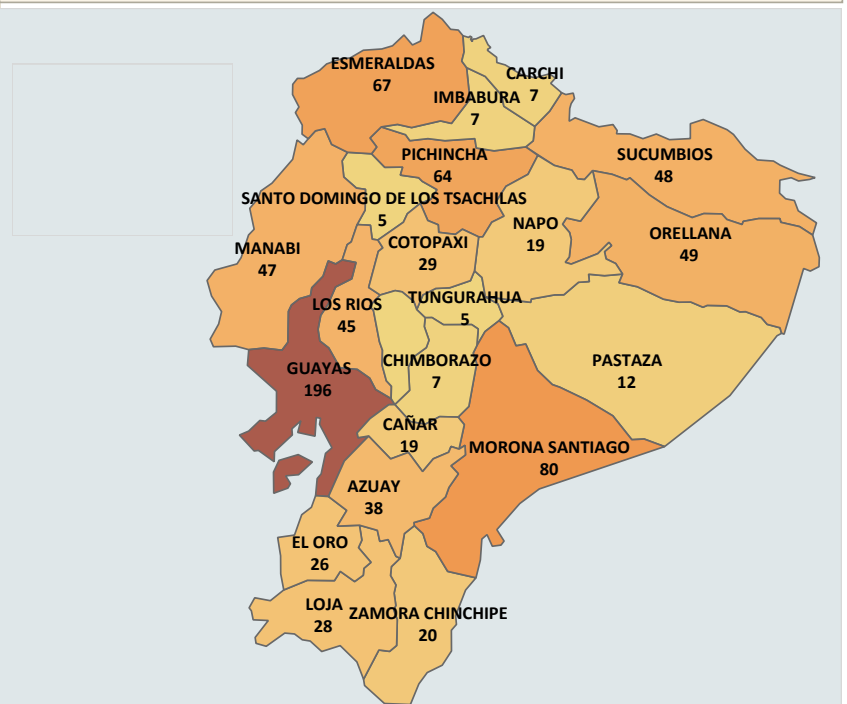 ESMERALDAS
67
CARCHI
7
IMBABURA
7
PICHINCHA
64
SUCUMBIOS
48
SANTO DOMINGO DE LOS TSACHILAS
5
NAPO
19
ORELLANA
49
MANABI
47
COTOPAXI
29
LOS RIOS
45
TUNGURAHUA
5
GUAYAS
196
CHIMBORAZO
7
PASTAZA
12
CAÑAR
19
MORONA SANTIAGO
80
AZUAY
38
EL ORO
26
LOJA
28
ZAMORA CHINCHIPE
20